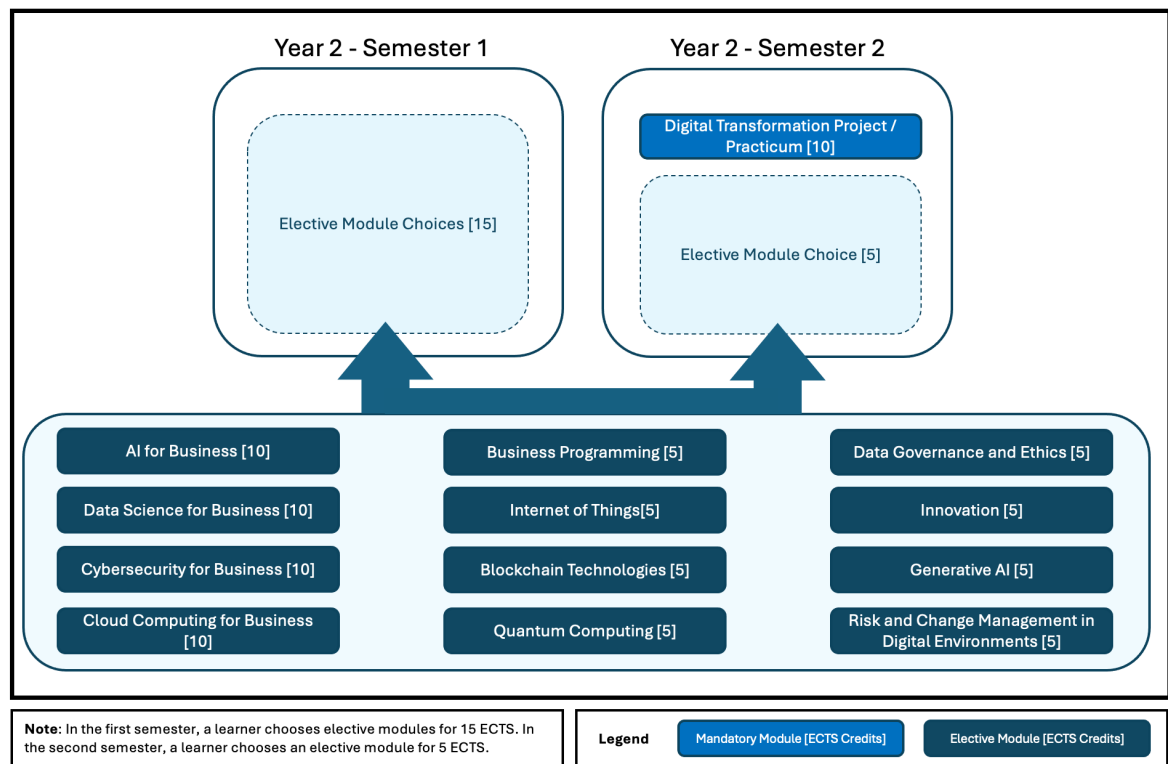 Year 2 - Semester 1
Year 2 - Semester 2
Elective Module Choices [15]
Digital Transformation Project /
Practicum [10]
Elective Module Choice [5]
AI for Business [10]
Business Programming [5]
Data Governance and Ethics [5]
Data Science for Business [10]
Internet of Things[5]
Innovation [5]
Cybersecurity for Business [10]
Blockchain Technologies [5]
Generative AI [5]
Cloud Computing for Business
[10]
Quantum Computing [5]
Risk and Change Management in
Digital Environments [5]
Note: In the first semester, a learner chooses elective modules for 15 ECTS. In
the second semester, a learner chooses an elective module for 5 ECTS.
Legend
Mandatory Module [ECTS Credits]
Elective Module [ECTS Credits]